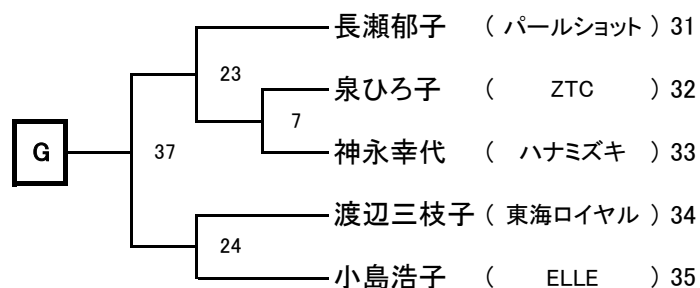 長瀬郁子 ( パールショット ) 31
23
泉ひろ子 ( ZTC ) 32
7
G
37
神永幸代 ( ハナミズキ ) 33
渡辺三枝子 ( 東海ロイヤル ) 34
24
小島浩子 ( ELLE ) 35